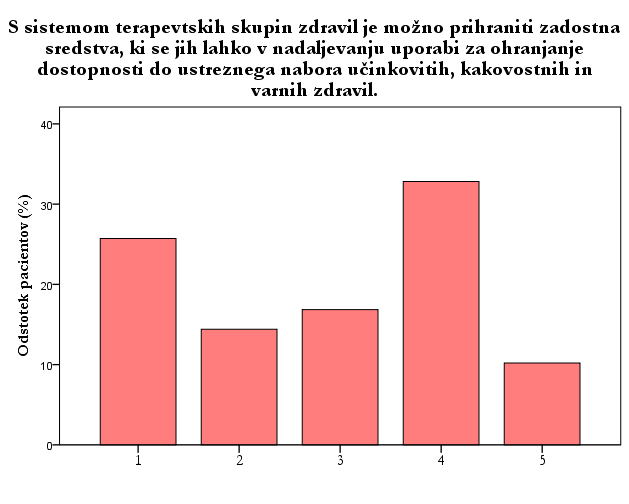 S sistemom terapevtskih skupin zdravil je možno prihraniti zadostna
sredstva, ki se jih lahko v nadaljevanju uporabi za ohranjanje
dostopnosti do ustreznega nabora učinkovitih, kakovostnih in
varnih zdravil.
Odstotek pacientov (%)
40
30
20
10
0
1 2 3 4 5